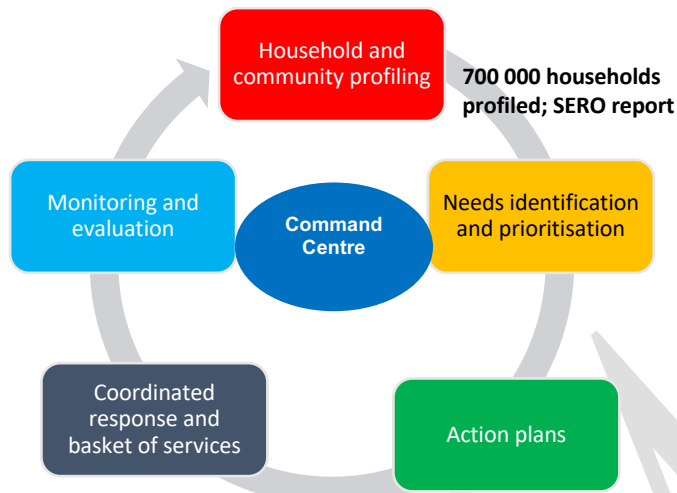 Household and
community profiling
700 000 households
profiled; SERO report
Monitoring and
evaluation
Command
Centre
Needs identification
and prioritisation
Coordinated
response and
basket of services
Action plans